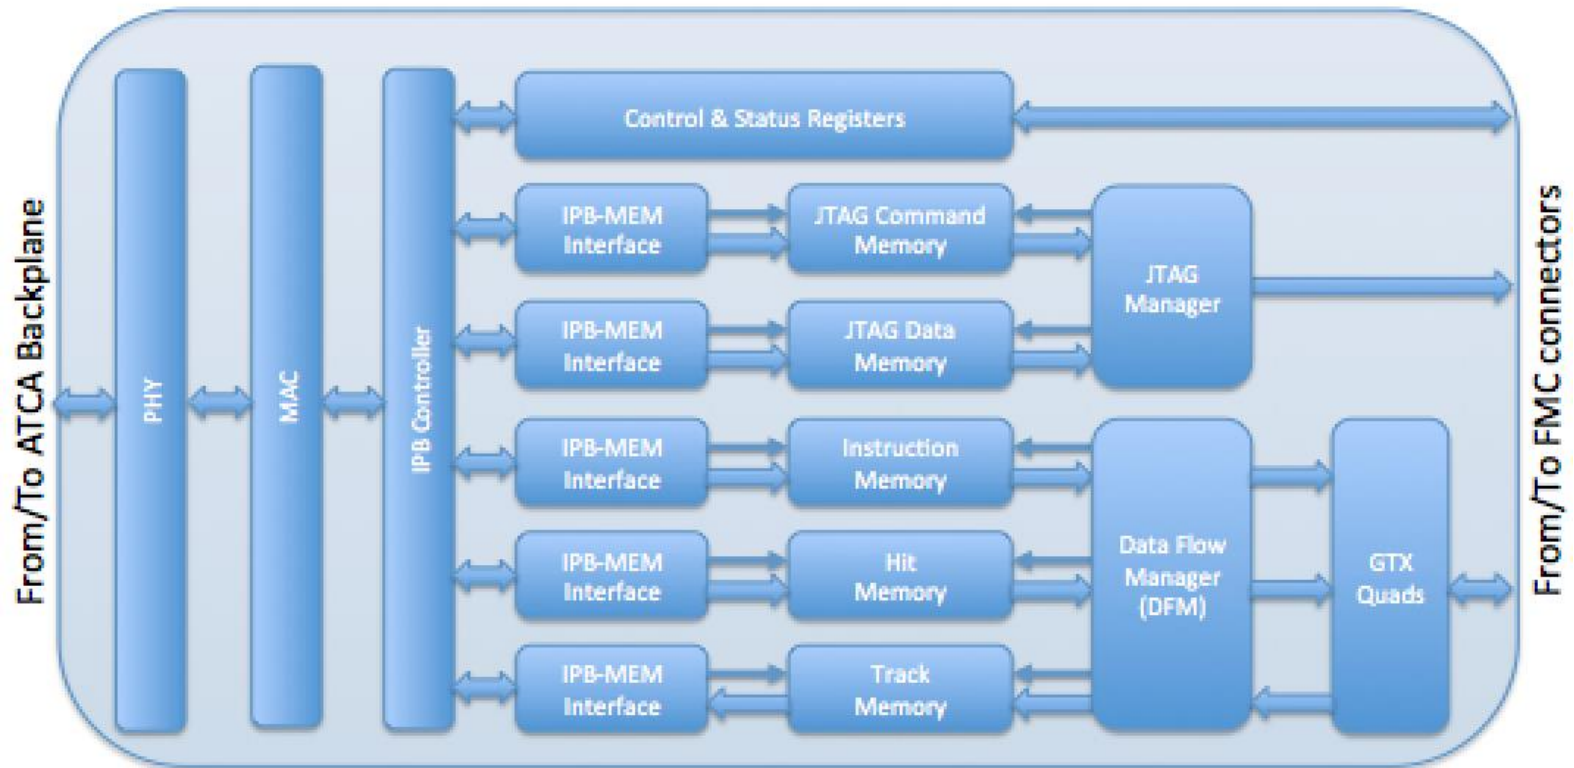 From/To ATCA Backplane
PHY
MAC
IPB Controller
Control & Status Registers
IPB-MEM
Interface
JTAG Command
Memory
IPB-MEM
Interface
JTAG Data
Memory
JTAG
Manager
IPB-MEM
Interface
Instruction
Memory
IPB-MEM
Interface
Hit
Memory
IPB-MEM
Interface
Track
Memory
Data Flow
Manager
(DFM)
GTX
Quads
From/To FMC connectors